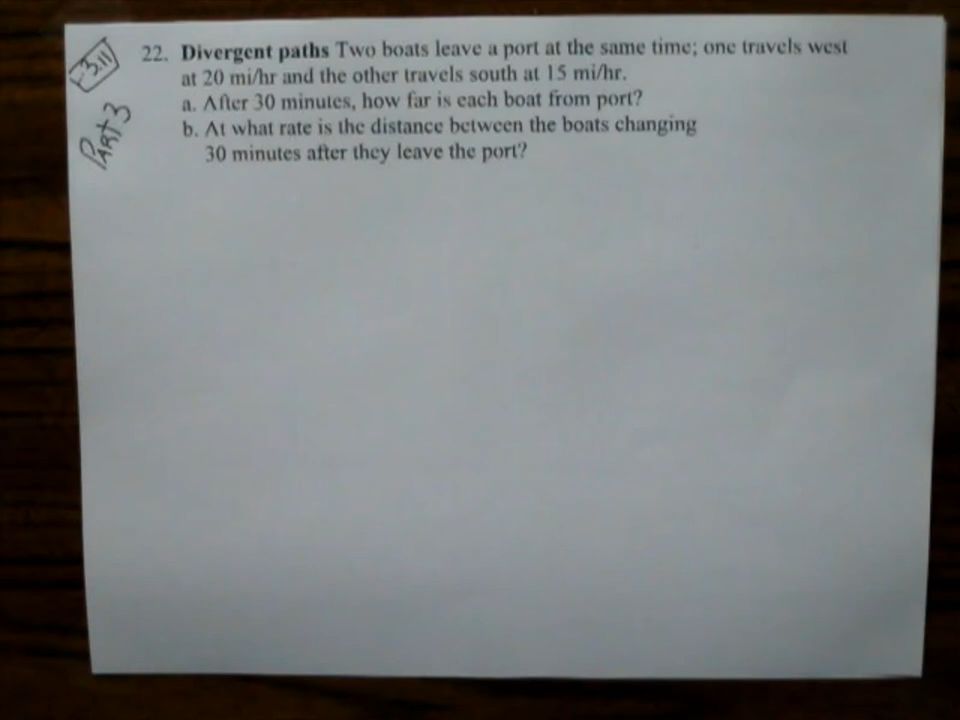 3.11
PART 3
22. Divergent paths Two boats leave a port at the same time; one travels west
at 20 mi/hr and the other travels south at 15 mi/hr.
a. After 30 minutes, how far is each boat from port?
b. At what rate is the distance between the boats changing
30 minutes after they leave the port?